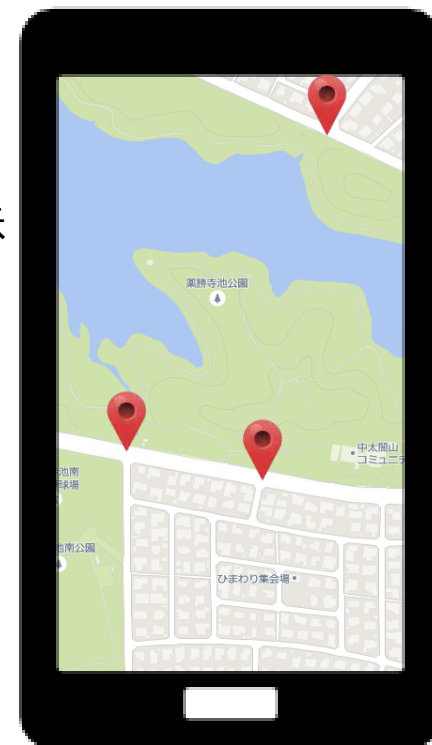 薬勝寺池公園
中太閤山
コミュニテ
池南
球場
池南公園
ひまわり集会場